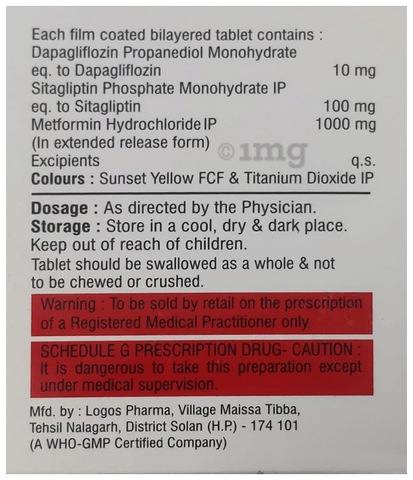 Each film coated bilayered tablet contains :
Dapagliflozin Propanediol Monohydrate
eq. to Dapagliflozin 10 mg
Sitagliptin Phosphate Monohydrate IP
eq. to Sitagliptin 100 mg
Metformin Hydrochloride IP 1000 mg
(In extended release form)
©1mg
Excipients q.s.
Colours : Sunset Yellow FCF & Titanium Dioxide IP
Dosage : As directed by the Physician.
Storage : Store in a cool, dry & dark place.
Keep out of reach of children.
Tablet should be swallowed as a whole & not
to be chewed or crushed.
Warning : To be sold by retail on the prescription
of a Registered Medical Practitioner only.
SCHEDULE G PRESCRIPTION DRUG- CAUTION :
It is dangerous to take this preparation except
under medical supervision.
Mfd. by : Logos Pharma, Village Maissa Tibba,
Tehsil Nalagarh, District Solan (H.P.) - 174 101
(A WHO-GMP Certified Company)